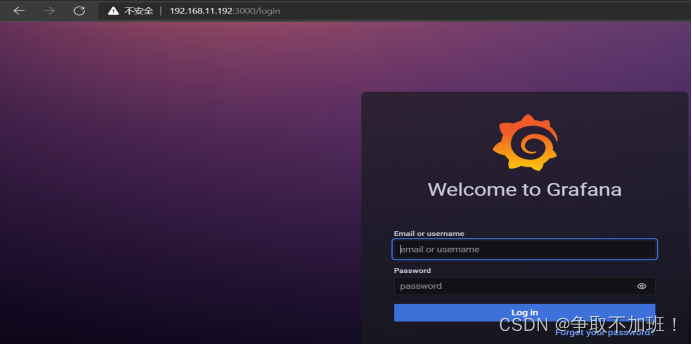 不安全 | 192.168.11.192:3000/login
Welcome to Grafana
Email or username
email or username
Password
password
Log in
Forget your password?
CSDN @争取不加班！